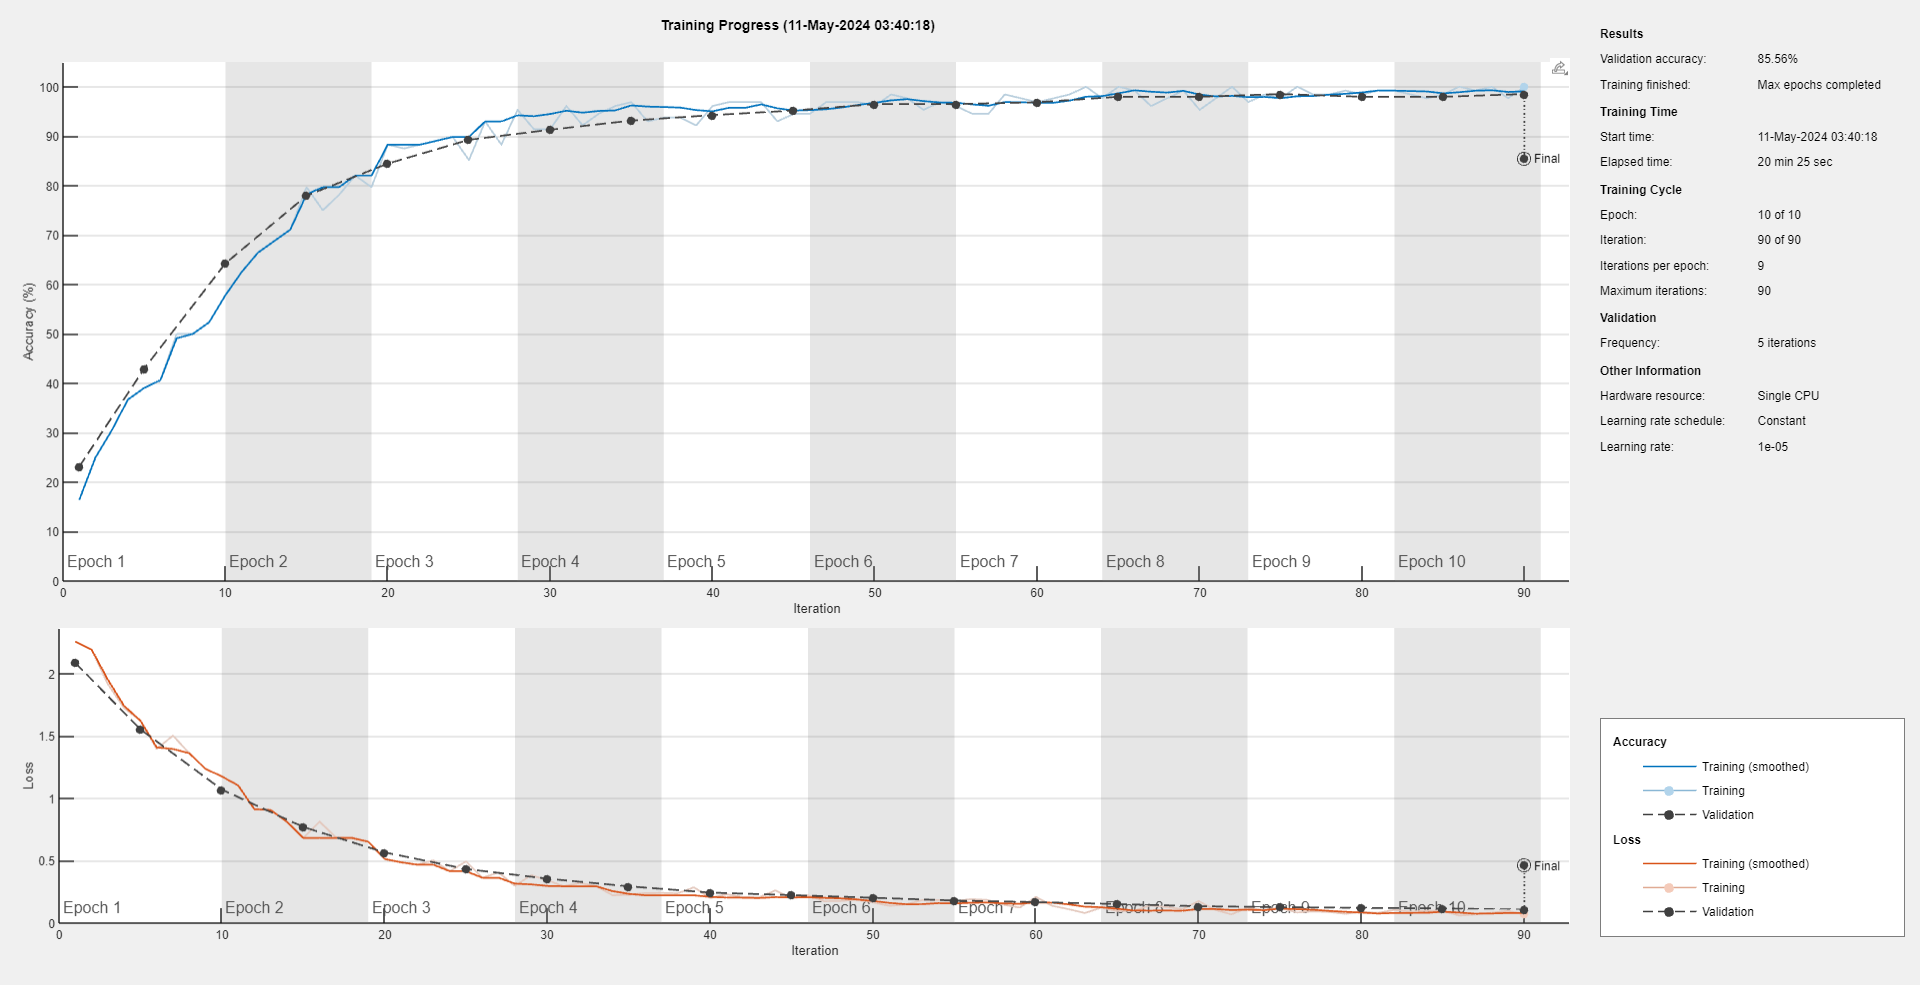 Training Progress (11-May-2024 03:40:18)
Accuracy (%)
100
90
80
70
60
50
40
30
20
10
0
Final
Epoch 1
Epoch 2
Epoch 3
Epoch 4
Epoch 5
Epoch 6
Epoch 7
Epoch 8
Epoch 9
Epoch 10
0 10 20 30 40 50 60 70 80 90
Iteration
Loss
2
1.5
1
0.5
0
Final
Epoch 1
Epoch 2
Epoch 3
Epoch 4
Epoch 5
Epoch 6
Epoch 7
Epoch 8
Epoch 9
Epoch 10
0 10 20 30 40 50 60 70 80 90
Iteration
Results
Validation accuracy: 85.56%
Training finished: Max epochs completed
Training Time
Start time: 11-May-2024 03:40:18
Elapsed time: 20 min 25 sec
Training Cycle
Epoch: 10 of 10
Iteration: 90 of 90
Iterations per epoch: 9
Maximum iterations: 90
Validation
Frequency: 5 iterations
Other Information
Hardware resource: Single CPU
Learning rate schedule: Constant
Learning rate: 1e-05
Accuracy
Training (smoothed)
Training
Validation
Loss
Training (smoothed)
Training
Validation